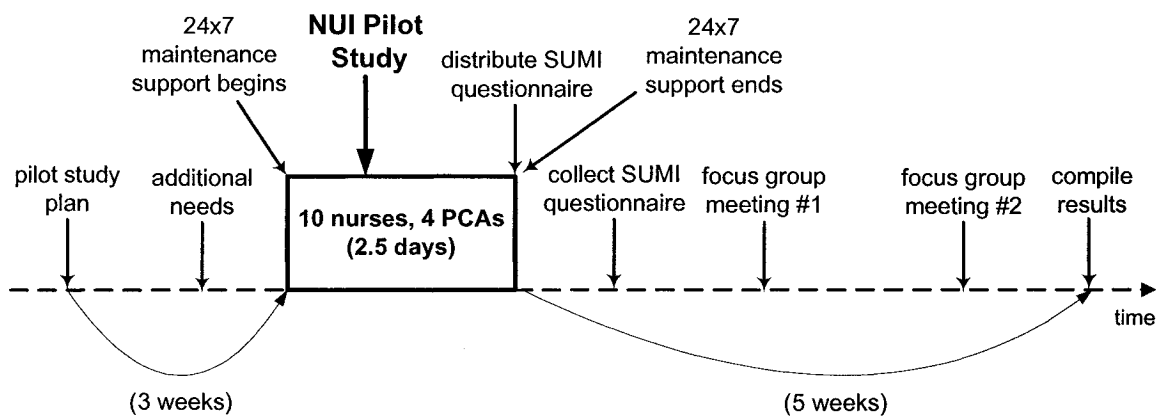 24x7
maintenance
support begins
NUI Pilot
Study
distribute SUMI
questionnaire
24x7
maintenance
support ends
pilot study
plan
additional
needs
10 nurses, 4 PCAs
(2.5 days)
collect SUMI
questionnaire
focus group
meeting #1
focus group
meeting #2
compile
results
time
(3 weeks)
(5 weeks)